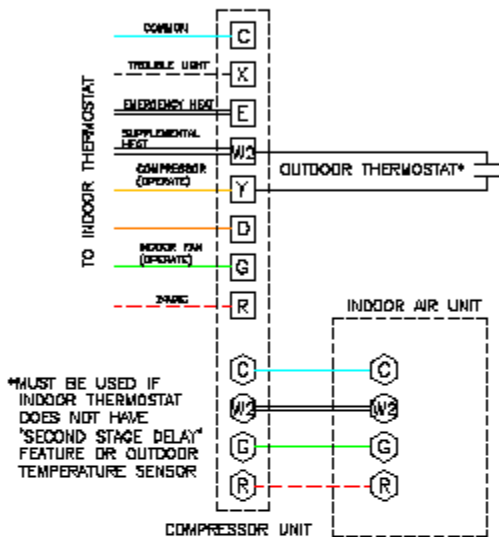 COMMON
C
TROUBLE LIGHT
X
EMERGENCY HEAT
E
SUPPLEMENTAL
HEAT
W2
OUTDOOR THERMOSTAT*
COMPRESSOR
(OPERATE)
Y
D
INDOOR FAN
(OPERATE)
G
R
TO INDOOR THERMOSTAT
INDOOR AIR UNIT
C
C
W2
W2
G
G
R
R
*MUST BE USED IF
INDOOR THERMOSTAT
DOES NOT HAVE
"SECOND STAGE DELAY"
FEATURE OR OUTDOOR
TEMPERATURE SENSOR
COMPRESSOR UNIT